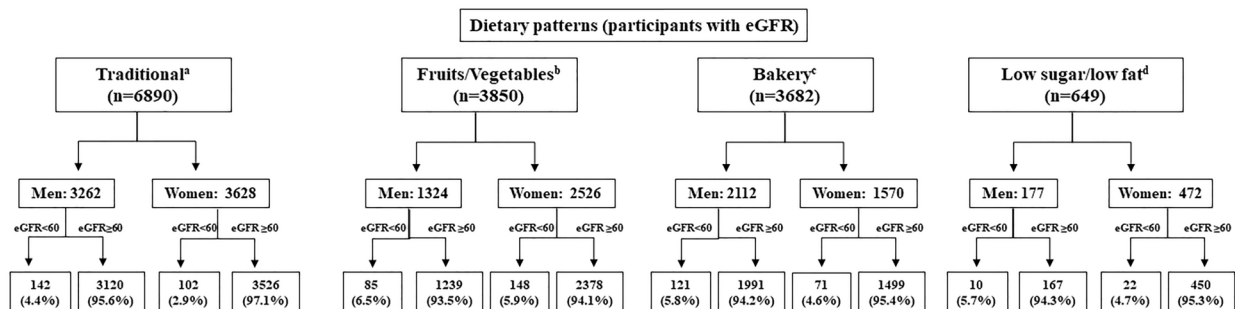 Dietary patterns (participants with eGFR)
Traditionalᵃ
(n=6890)
Fruits/Vegetablesᵇ
(n=3850)
Bakeryᶜ
(n=3682)
Low sugar/low fatᵈ
(n=649)
Men: 3262
Women: 3628
Men: 1324
Women: 2526
Men: 2112
Women: 1570
Men: 177
Women: 472
eGFR<60 eGFR≥60
eGFR<60 eGFR≥60
eGFR<60 eGFR≥60
eGFR<60 eGFR≥60
eGFR<60 eGFR≥60
eGFR<60 eGFR≥60
eGFR<60 eGFR≥60
eGFR<60 eGFR≥60
142
(4.4%)
3120
(95.6%)
102
(2.9%)
3526
(97.1%)
85
(6.5%)
1239
(93.5%)
148
(5.9%)
2378
(94.1%)
121
(5.8%)
1991
(94.2%)
71
(4.6%)
1499
(95.4%)
10
(5.7%)
167
(94.3%)
22
(4.7%)
450
(95.3%)